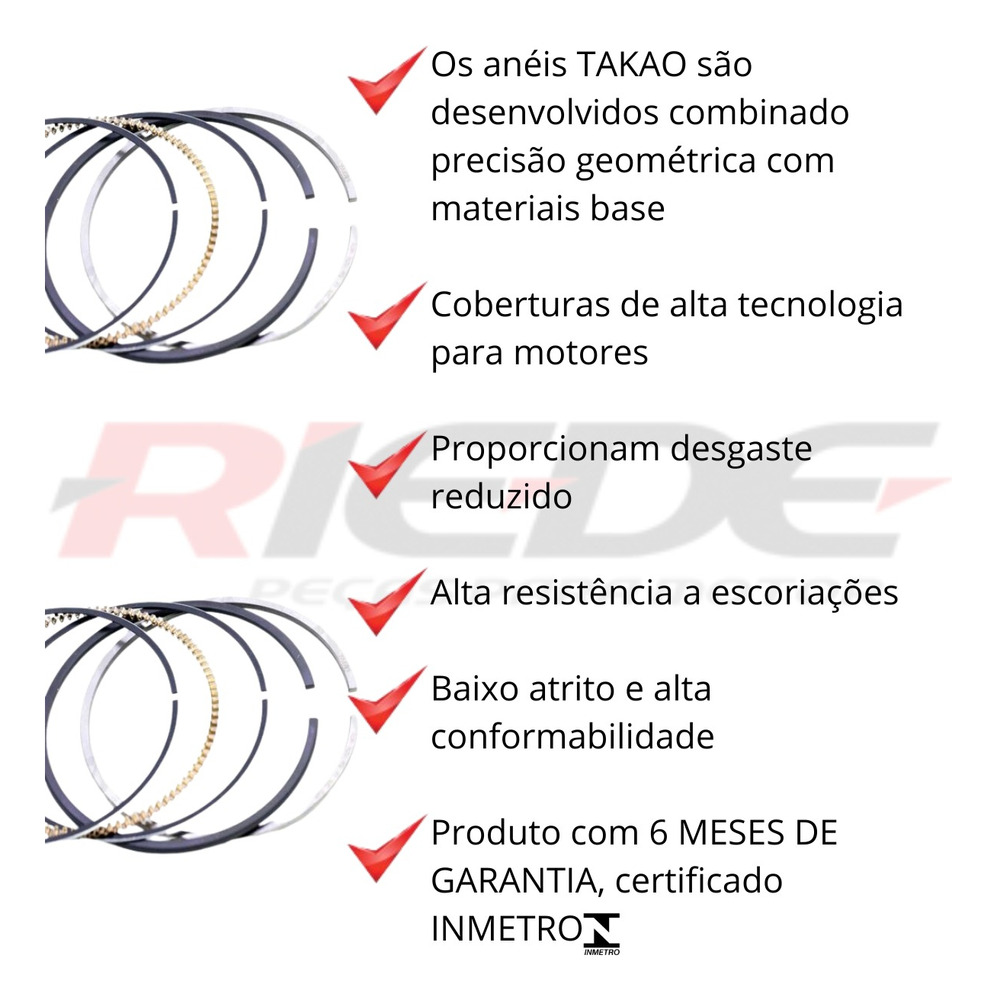 Os anéis TAKAO são
desenvolvidos combinado
precisão geométrica com
materiais base
Coberturas de alta tecnologia
para motores
RIEDE
Proporcionam desgaste
reduzido
Alta resistência a escoriações
Baixo atrito e alta
conformabilidade
Produto com 6 MESES DE
GARANTIA, certificado
INMETRO
INMETRO